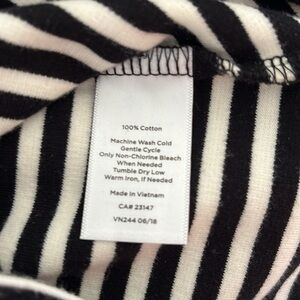 100% Cotton
Machine Wash Cold
Gentle Cycle
Only Non-Chlorine Bleach
When Needed
Tumble Dry Low
Warm Iron, If Needed
Made in Vietnam
CA# 23147
VN244 06/18